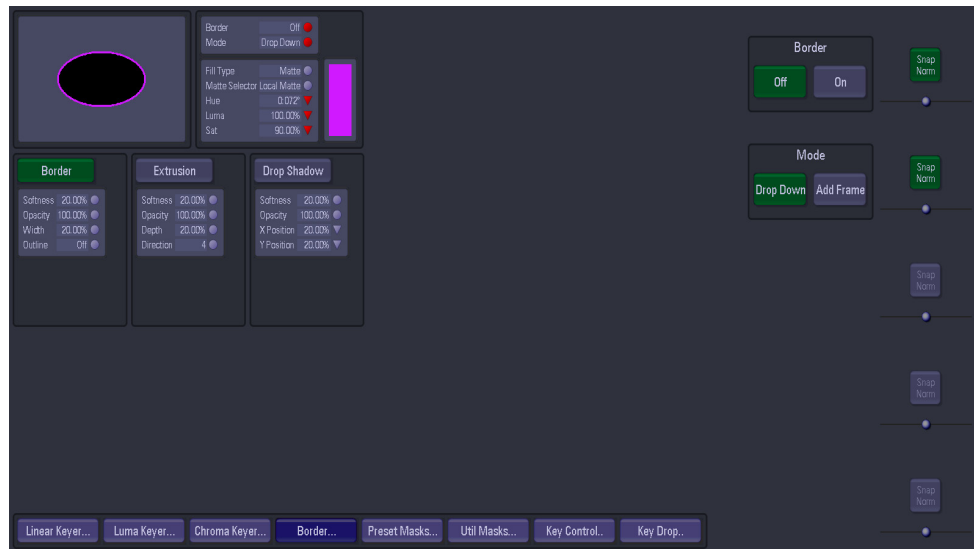 Border Off
Mode Drop Down
Fill Type Matte
Matte Selector Local Matte
Hue 0:072°
Luma 100.00%
Sat 90.00%
Border
Softness 20.00%
Opacity 100.00%
Width 20.00%
Outline Off
Extrusion
Softness 20.00%
Opacity 100.00%
Depth 20.00%
Direction 4
Drop Shadow
Softness 20.00%
Opacity 100.00%
X Position 20.00%
Y Position 20.00%
Border
Off On
Snap
Norm
Mode
Drop Down Add Frame
Snap
Norm
Snap
Norm
Snap
Norm
Snap
Norm
Linear Keyer... Luma Keyer... Chroma Keyer... Border... Preset Masks... Util Masks... Key Control.. Key Drop..